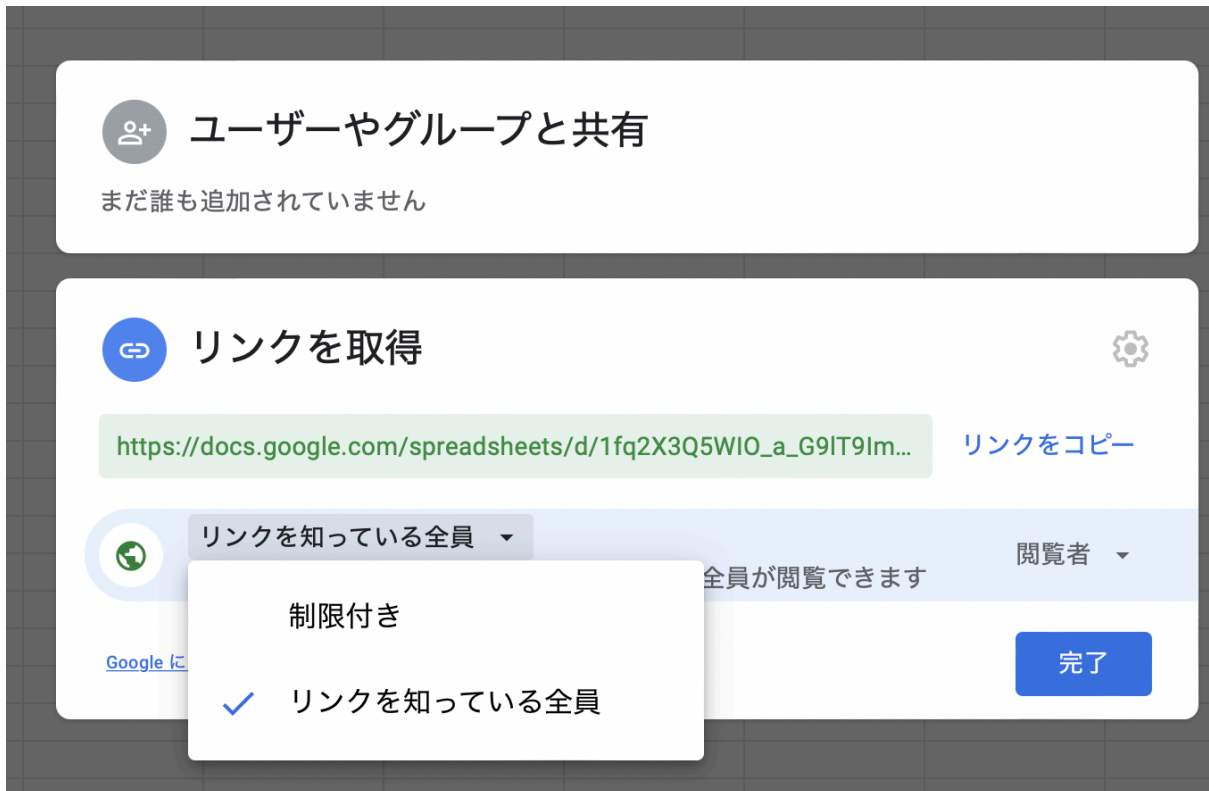 ユーザーやグループと共有
まだ誰も追加されていません
リンクを取得
https://docs.google.com/spreadsheets/d/1fq2X3Q5WIO_a_G9lT9Im...
リンクをコピー
リンクを知っている全員
全員が閲覧できます
閲覧者
制限付き
Google に
リンクを知っている全員
完了